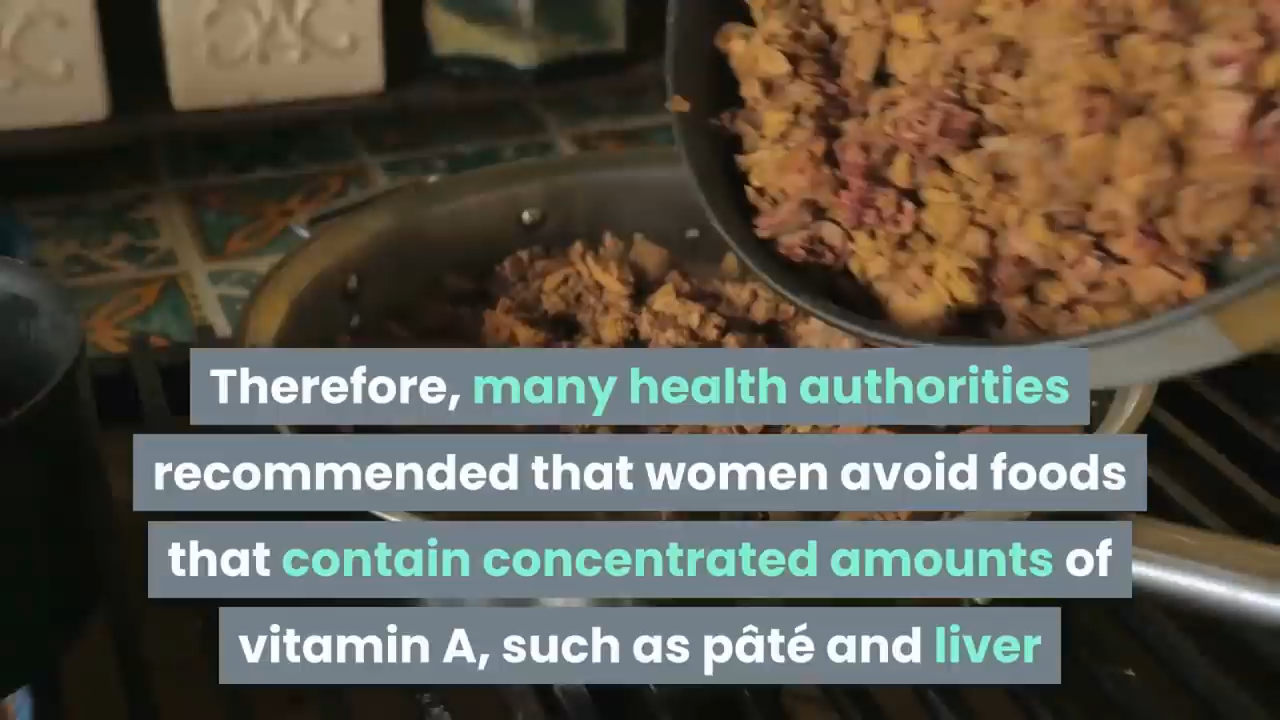 Therefore, many health authorities
recommended that women avoid foods
that contain concentrated amounts of
vitamin A, such as pâté and liver